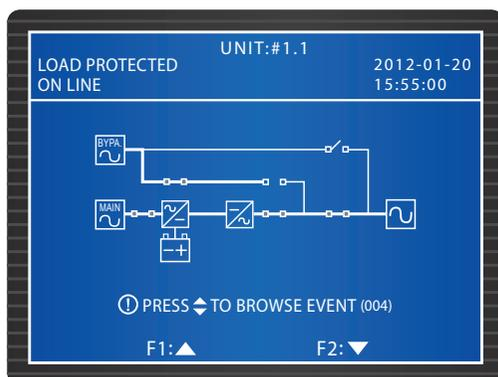 UNIT:#1.1
LOAD PROTECTED
ON LINE
2012-01-20
15:55:00
BYPA.
MAIN
! PRESS ▲▼ TO BROWSE EVENT (004)
F1:▲ F2:▼